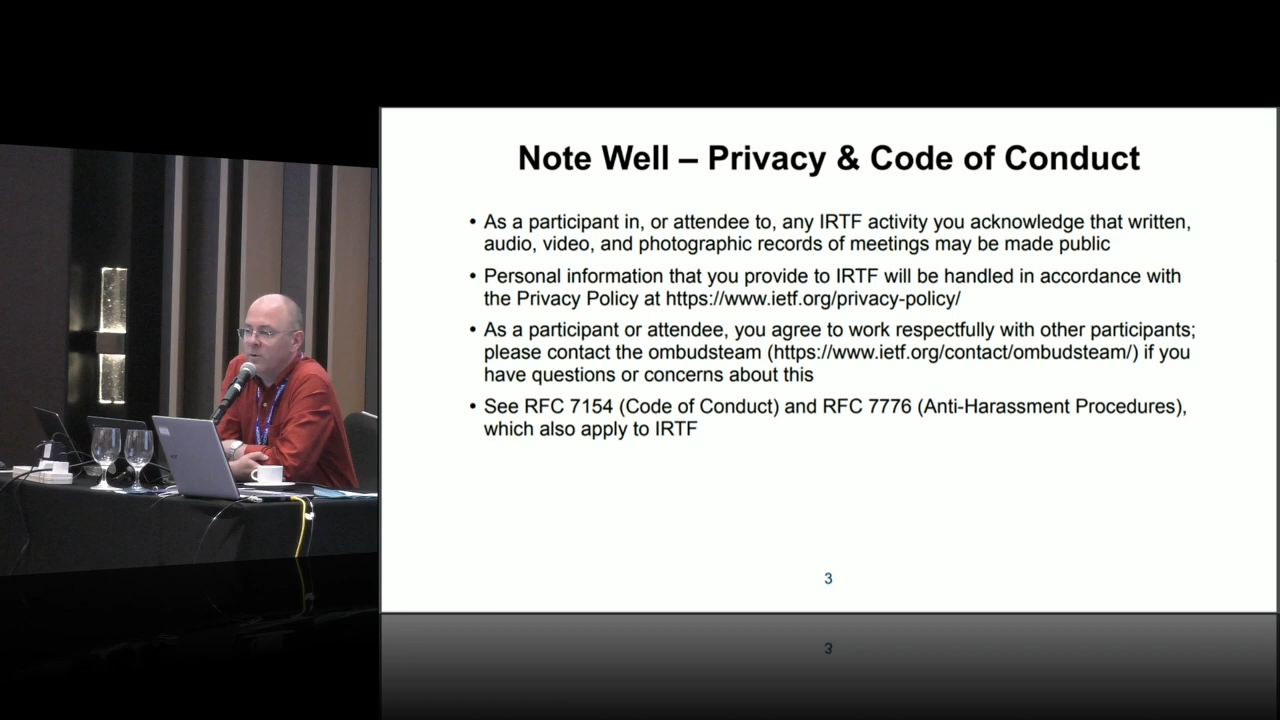 Note Well – Privacy & Code of Conduct
• As a participant in, or attendee to, any IRTF activity you acknowledge that written,
audio, video, and photographic records of meetings may be made public
• Personal information that you provide to IRTF will be handled in accordance with
the Privacy Policy at https://www.ietf.org/privacy-policy/
• As a participant or attendee, you agree to work respectfully with other participants;
please contact the ombudsteam (https://www.ietf.org/contact/ombudsteam/) if you
have questions or concerns about this
• See RFC 7154 (Code of Conduct) and RFC 7776 (Anti-Harassment Procedures),
which also apply to IRTF
3
3